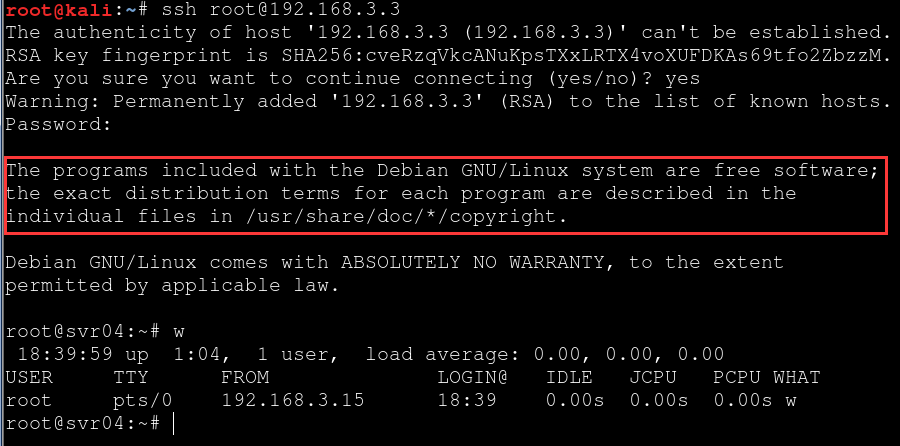 root@kali:~# ssh root@192.168.3.3
The authenticity of host '192.168.3.3 (192.168.3.3)' can't be established.
RSA key fingerprint is SHA256:cveRzqVkcANuKpsTXxLRTX4voXUFDKAs69tfo2ZbzzM.
Are you sure you want to continue connecting (yes/no)? yes
Warning: Permanently added '192.168.3.3' (RSA) to the list of known hosts.
Password:
The programs included with the Debian GNU/Linux system are free software;
the exact distribution terms for each program are described in the
individual files in /usr/share/doc/*/copyright.
Debian GNU/Linux comes with ABSOLUTELY NO WARRANTY, to the extent
permitted by applicable law.
root@svr04:~# w
 18:39:59 up  1:04,  1 user,  load average: 0.00, 0.00, 0.00
USER     TTY      FROM              LOGIN@   IDLE   JCPU   PCPU WHAT
root     pts/0    192.168.3.15      18:39    0.00s  0.00s  0.00s w
root@svr04:~#